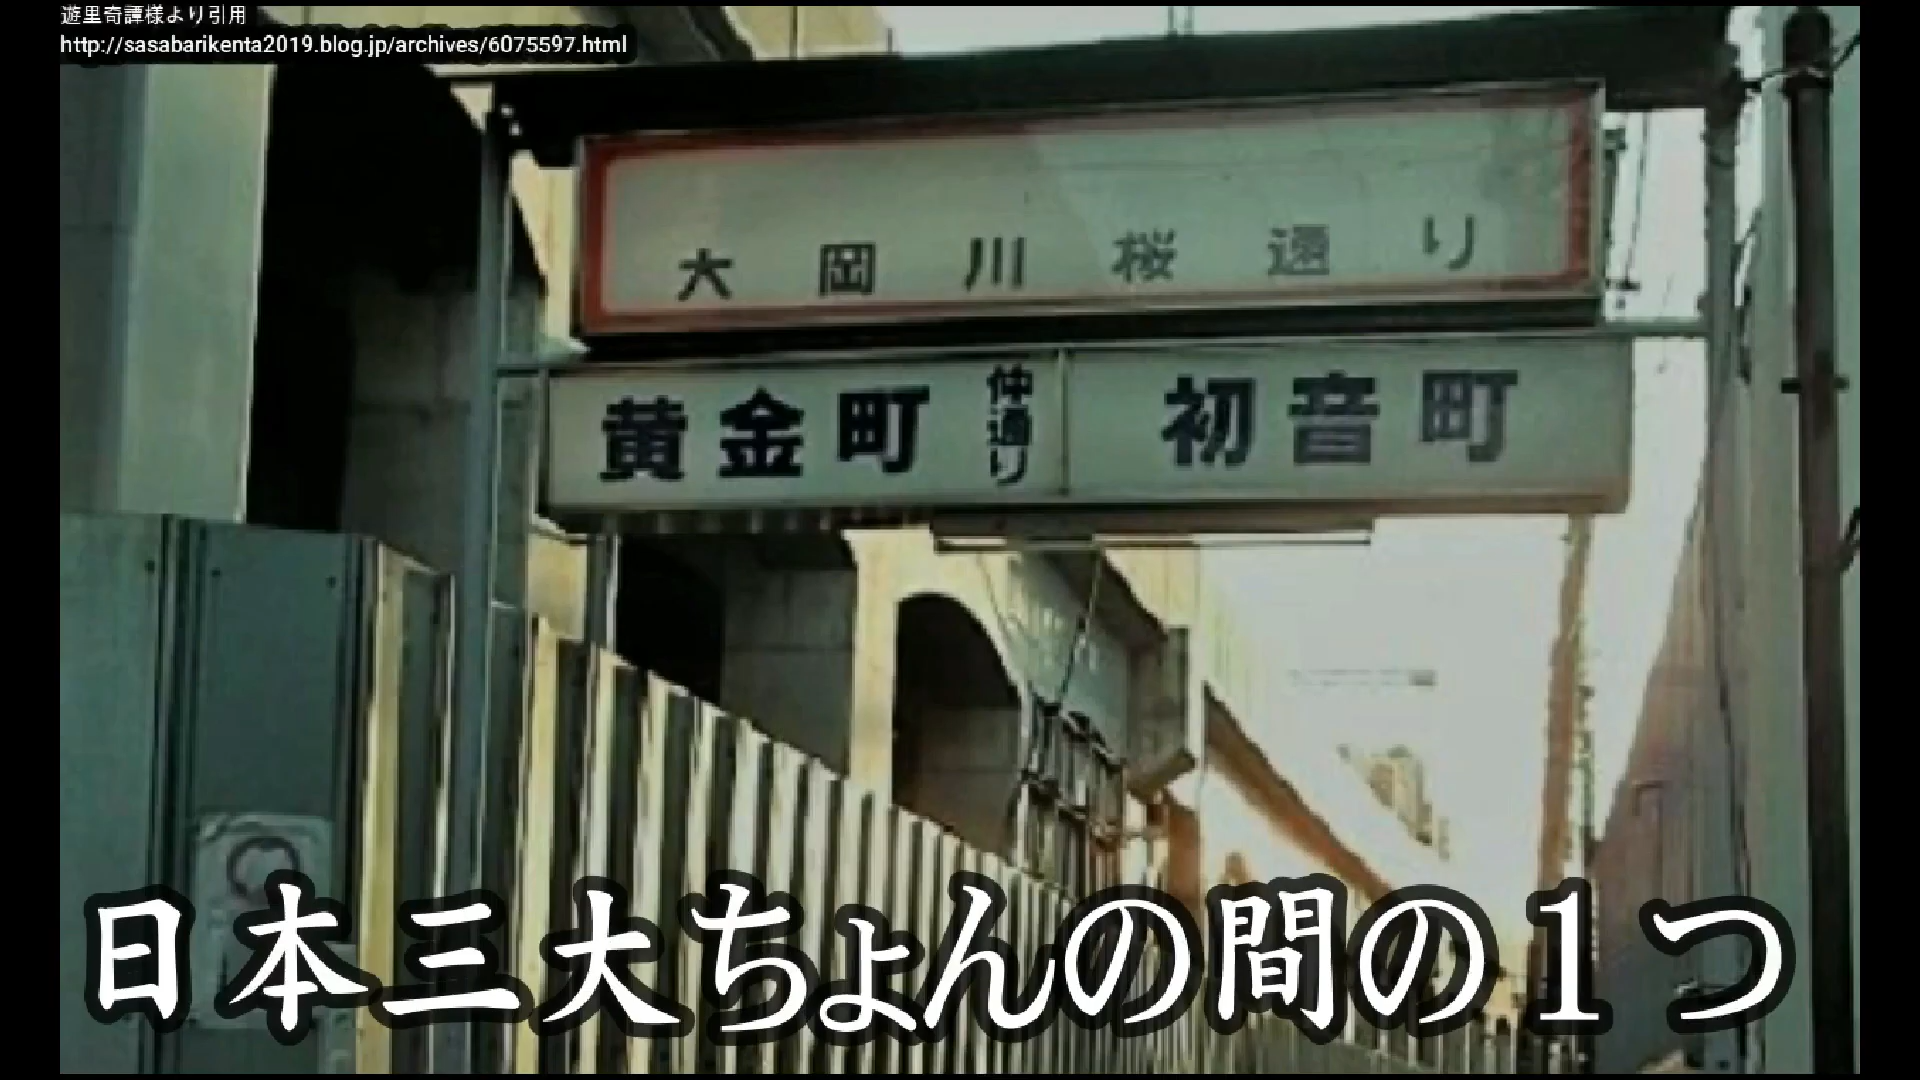 遊里奇譚様より引用
http://sasabarikenta2019.blog.jp/archives/6075597.html
大岡川桜通り
黄金町 仲通り 初音町
日本三大ちょんの間の1つ